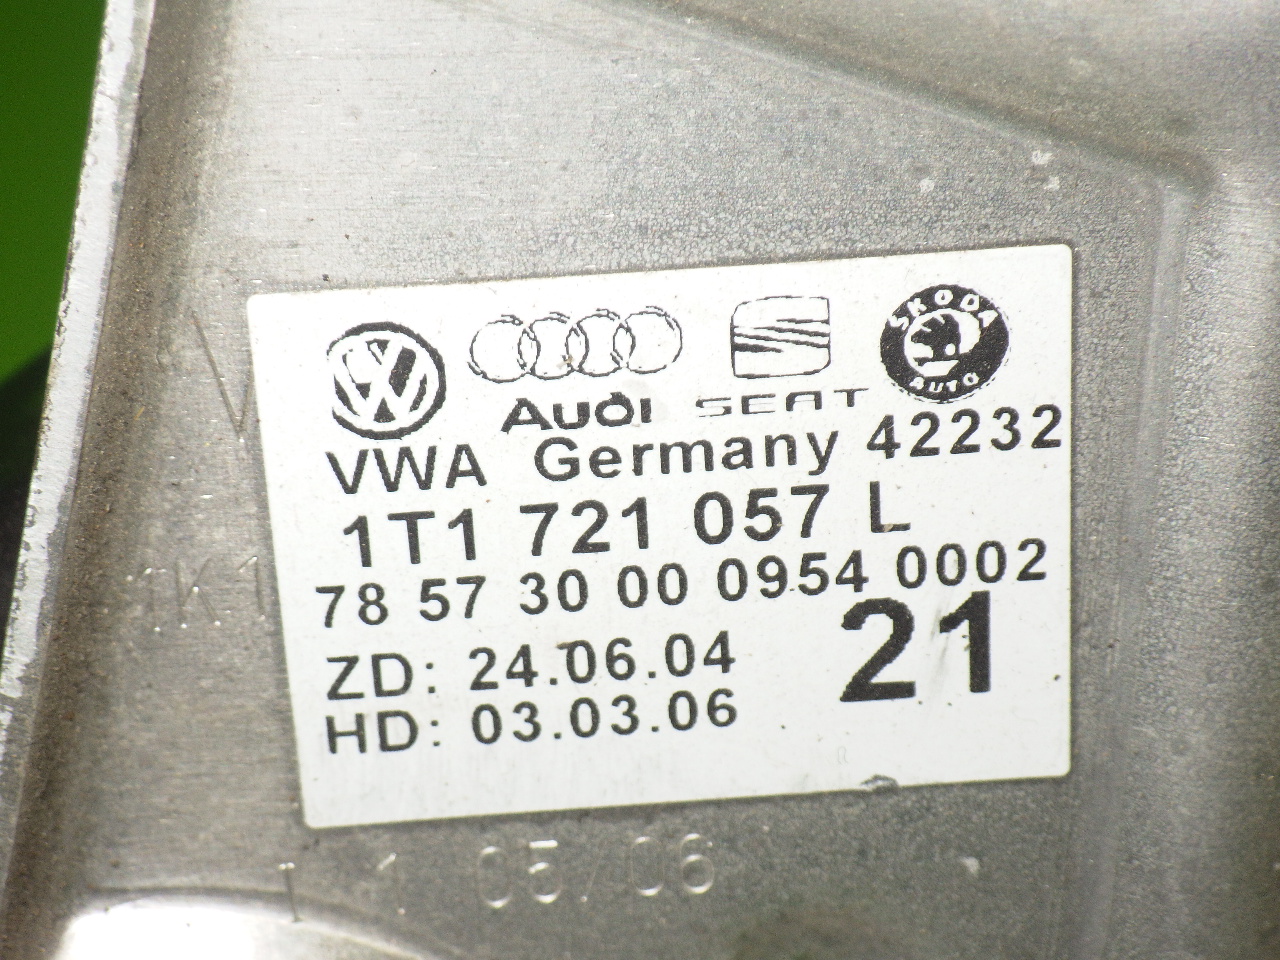 SKODA
AUTO
Audi SEAT
VWA Germany 42232
1T1 721 057 L
78 57 30 00 0954 0002
21
ZD: 24.06.04
HD: 03.03.06
1 05/06